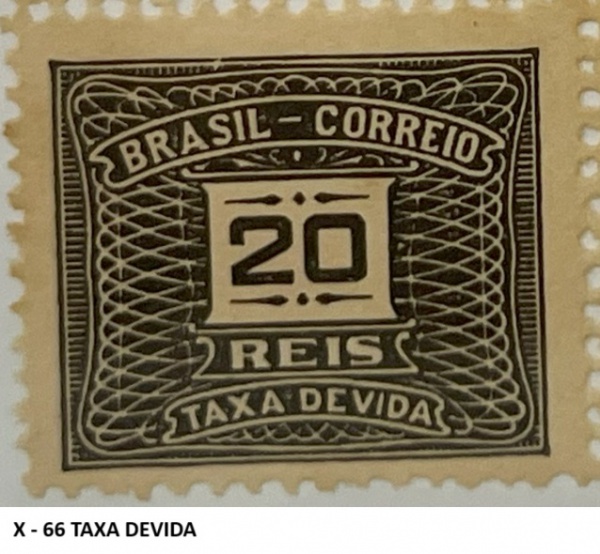 BRASIL - CORREIO
20
REIS
TAXA DEVIDA
X - 66 TAXA DEVIDA